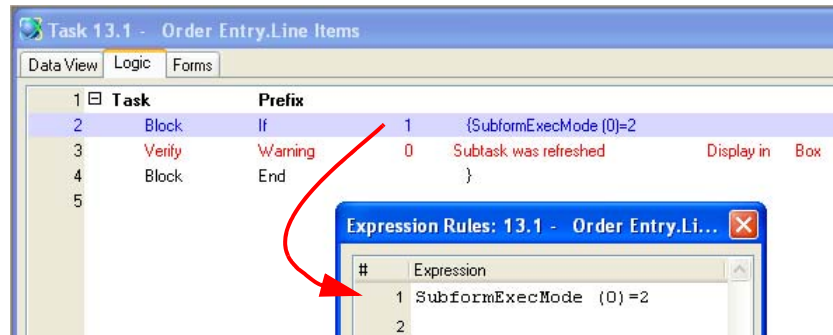 Task 13.1 - Order Entry.Line Items
Data View Logic Forms
1 Task Prefix
2 Block If 1 {SubformExecMode (0)=2
3 Verify Warning 0 Subtask was refreshed Display in Box
4 Block End }
5
Expression Rules: 13.1 - Order Entry.Li...
# Expression
1 SubformExecMode (0)=2
2